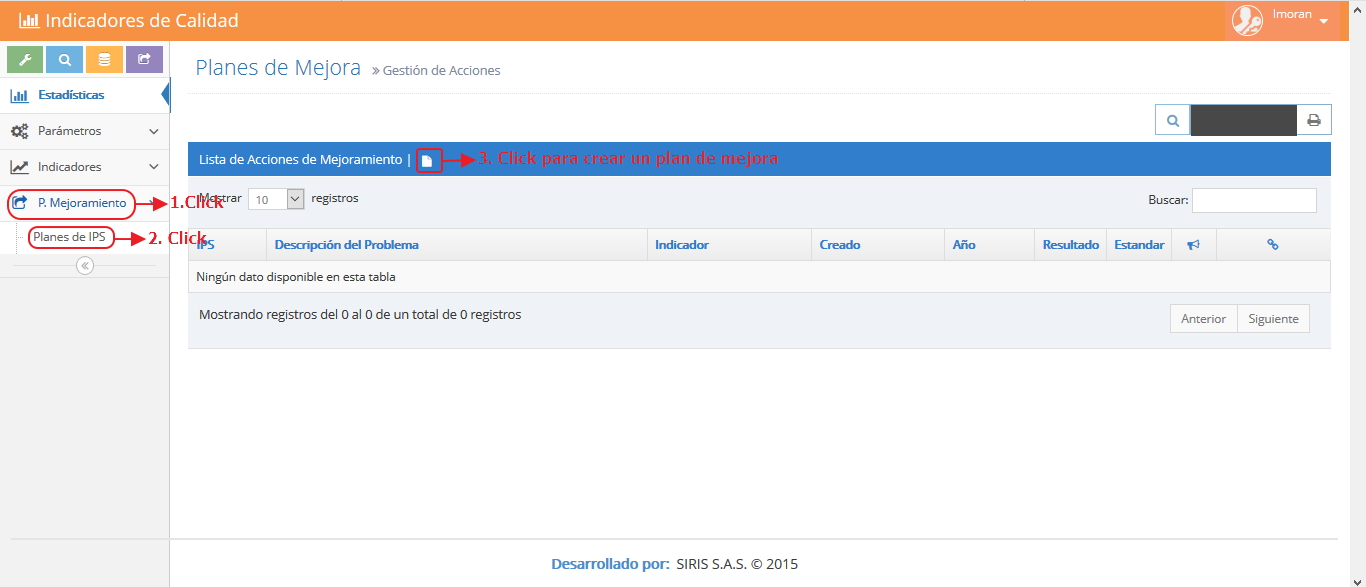 Indicadores de Calidad
lmoran
Planes de Mejora » Gestión de Acciones
Estadísticas
Parámetros
Indicadores
P. Mejoramiento
1.Click
Planes de IPS
2. Click
Lista de Acciones de Mejoramiento |
3. Click para crear un plan de mejora
Mostrar 10 registros
Buscar:
IPS Descripción del Problema Indicador Creado Año Resultado Estandar
Ningún dato disponible en esta tabla
Mostrando registros del 0 al 0 de un total de 0 registros
Anterior Siguiente
Desarrollado por: SIRIS S.A.S. © 2015